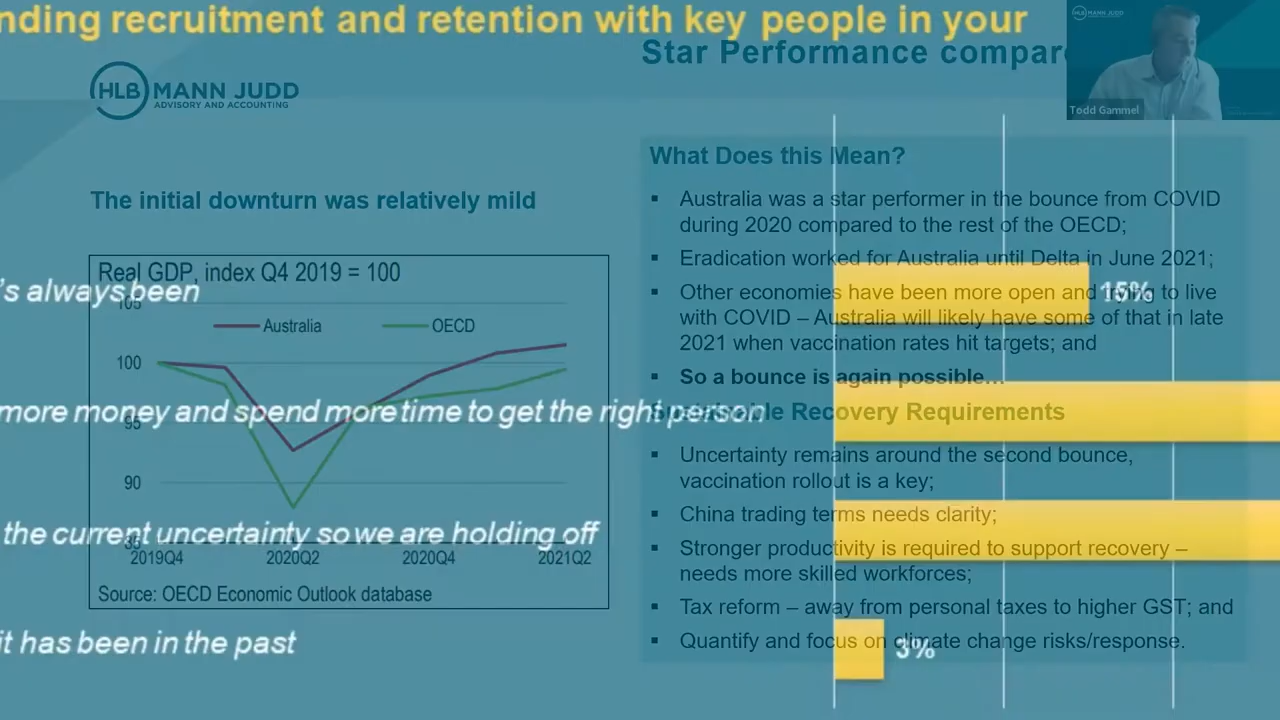 nding recruitment and retention with key people in your
Star Performance compar
HLB MANN JUDD
ADVISORY AND ACCOUNTING
HLB MANN JUDD
Todd Gammel
The initial downturn was relatively mild
Real GDP, index Q4 2019 = 100
's always been
105
Australia
OECD
100
more money and spend more time to get the right person
95
90
the current uncertainty so we are holding off
2019Q4
2020Q2
2020Q4
2021Q2
Source: OECD Economic Outlook database
it has been in the past
What Does this Mean?
▪ Australia was a star performer in the bounce from COVID
during 2020 compared to the rest of the OECD;
▪ Eradication worked for Australia until Delta in June 2021;
▪ Other economies have been more open and trying to live
with COVID – Australia will likely have some of that in late
2021 when vaccination rates hit targets; and
▪ So a bounce is again possible...
15%
Recovery Requirements
▪ Uncertainty remains around the second bounce,
vaccination rollout is a key;
▪ China trading terms needs clarity;
▪ Stronger productivity is required to support recovery –
needs more skilled workforces;
▪ Tax reform – away from personal taxes to higher GST; and
▪ Quantify and focus on climate change risks/response.
3%